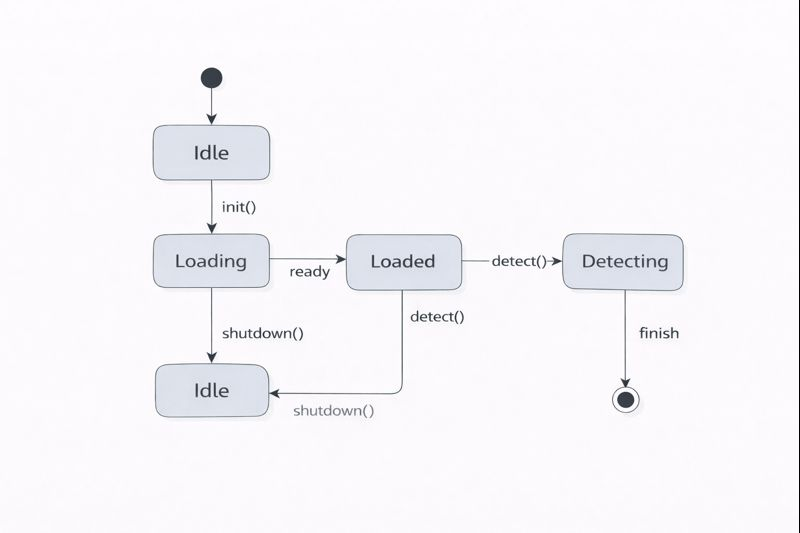 Idle
init()
Loading
ready
Loaded
detect()
Detecting
shutdown()
detect()
finish
Idle
shutdown()